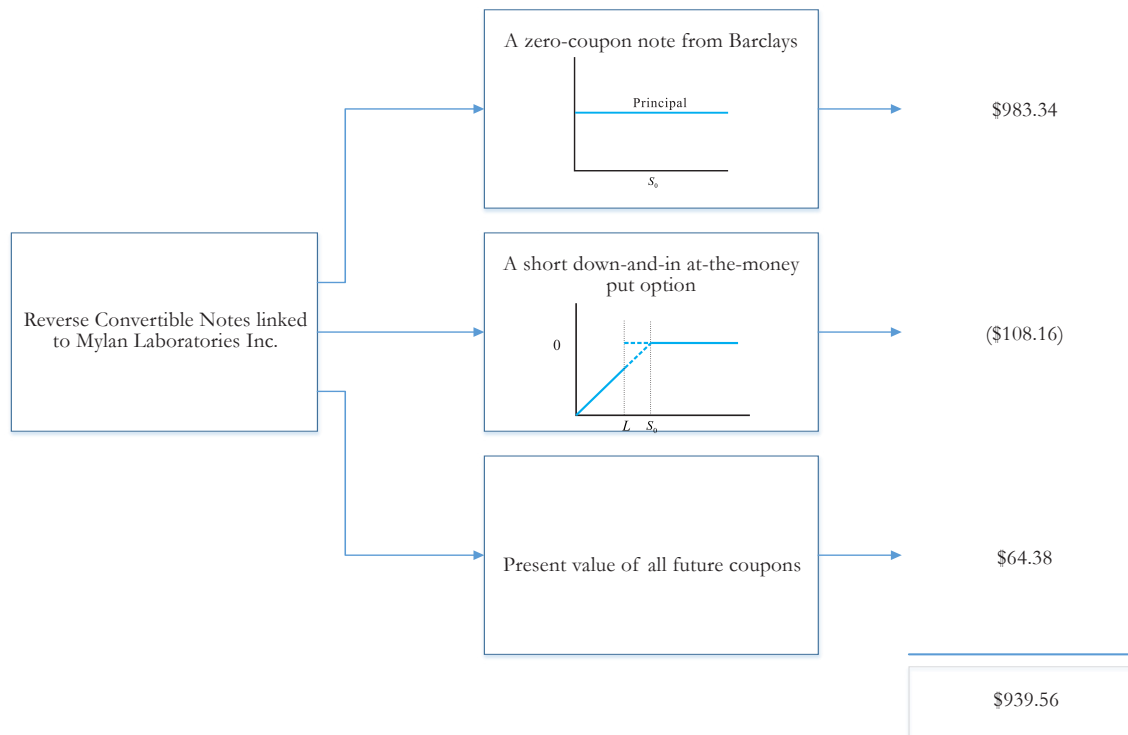 A zero-coupon note from Barclays
Principal
S₀
$983.34
Reverse Convertible Notes linked
to Mylan Laboratories Inc.
A short down-and-in at-the-money
put option
0
L S₀
($108.16)
Present value of all future coupons
$64.38
$939.56